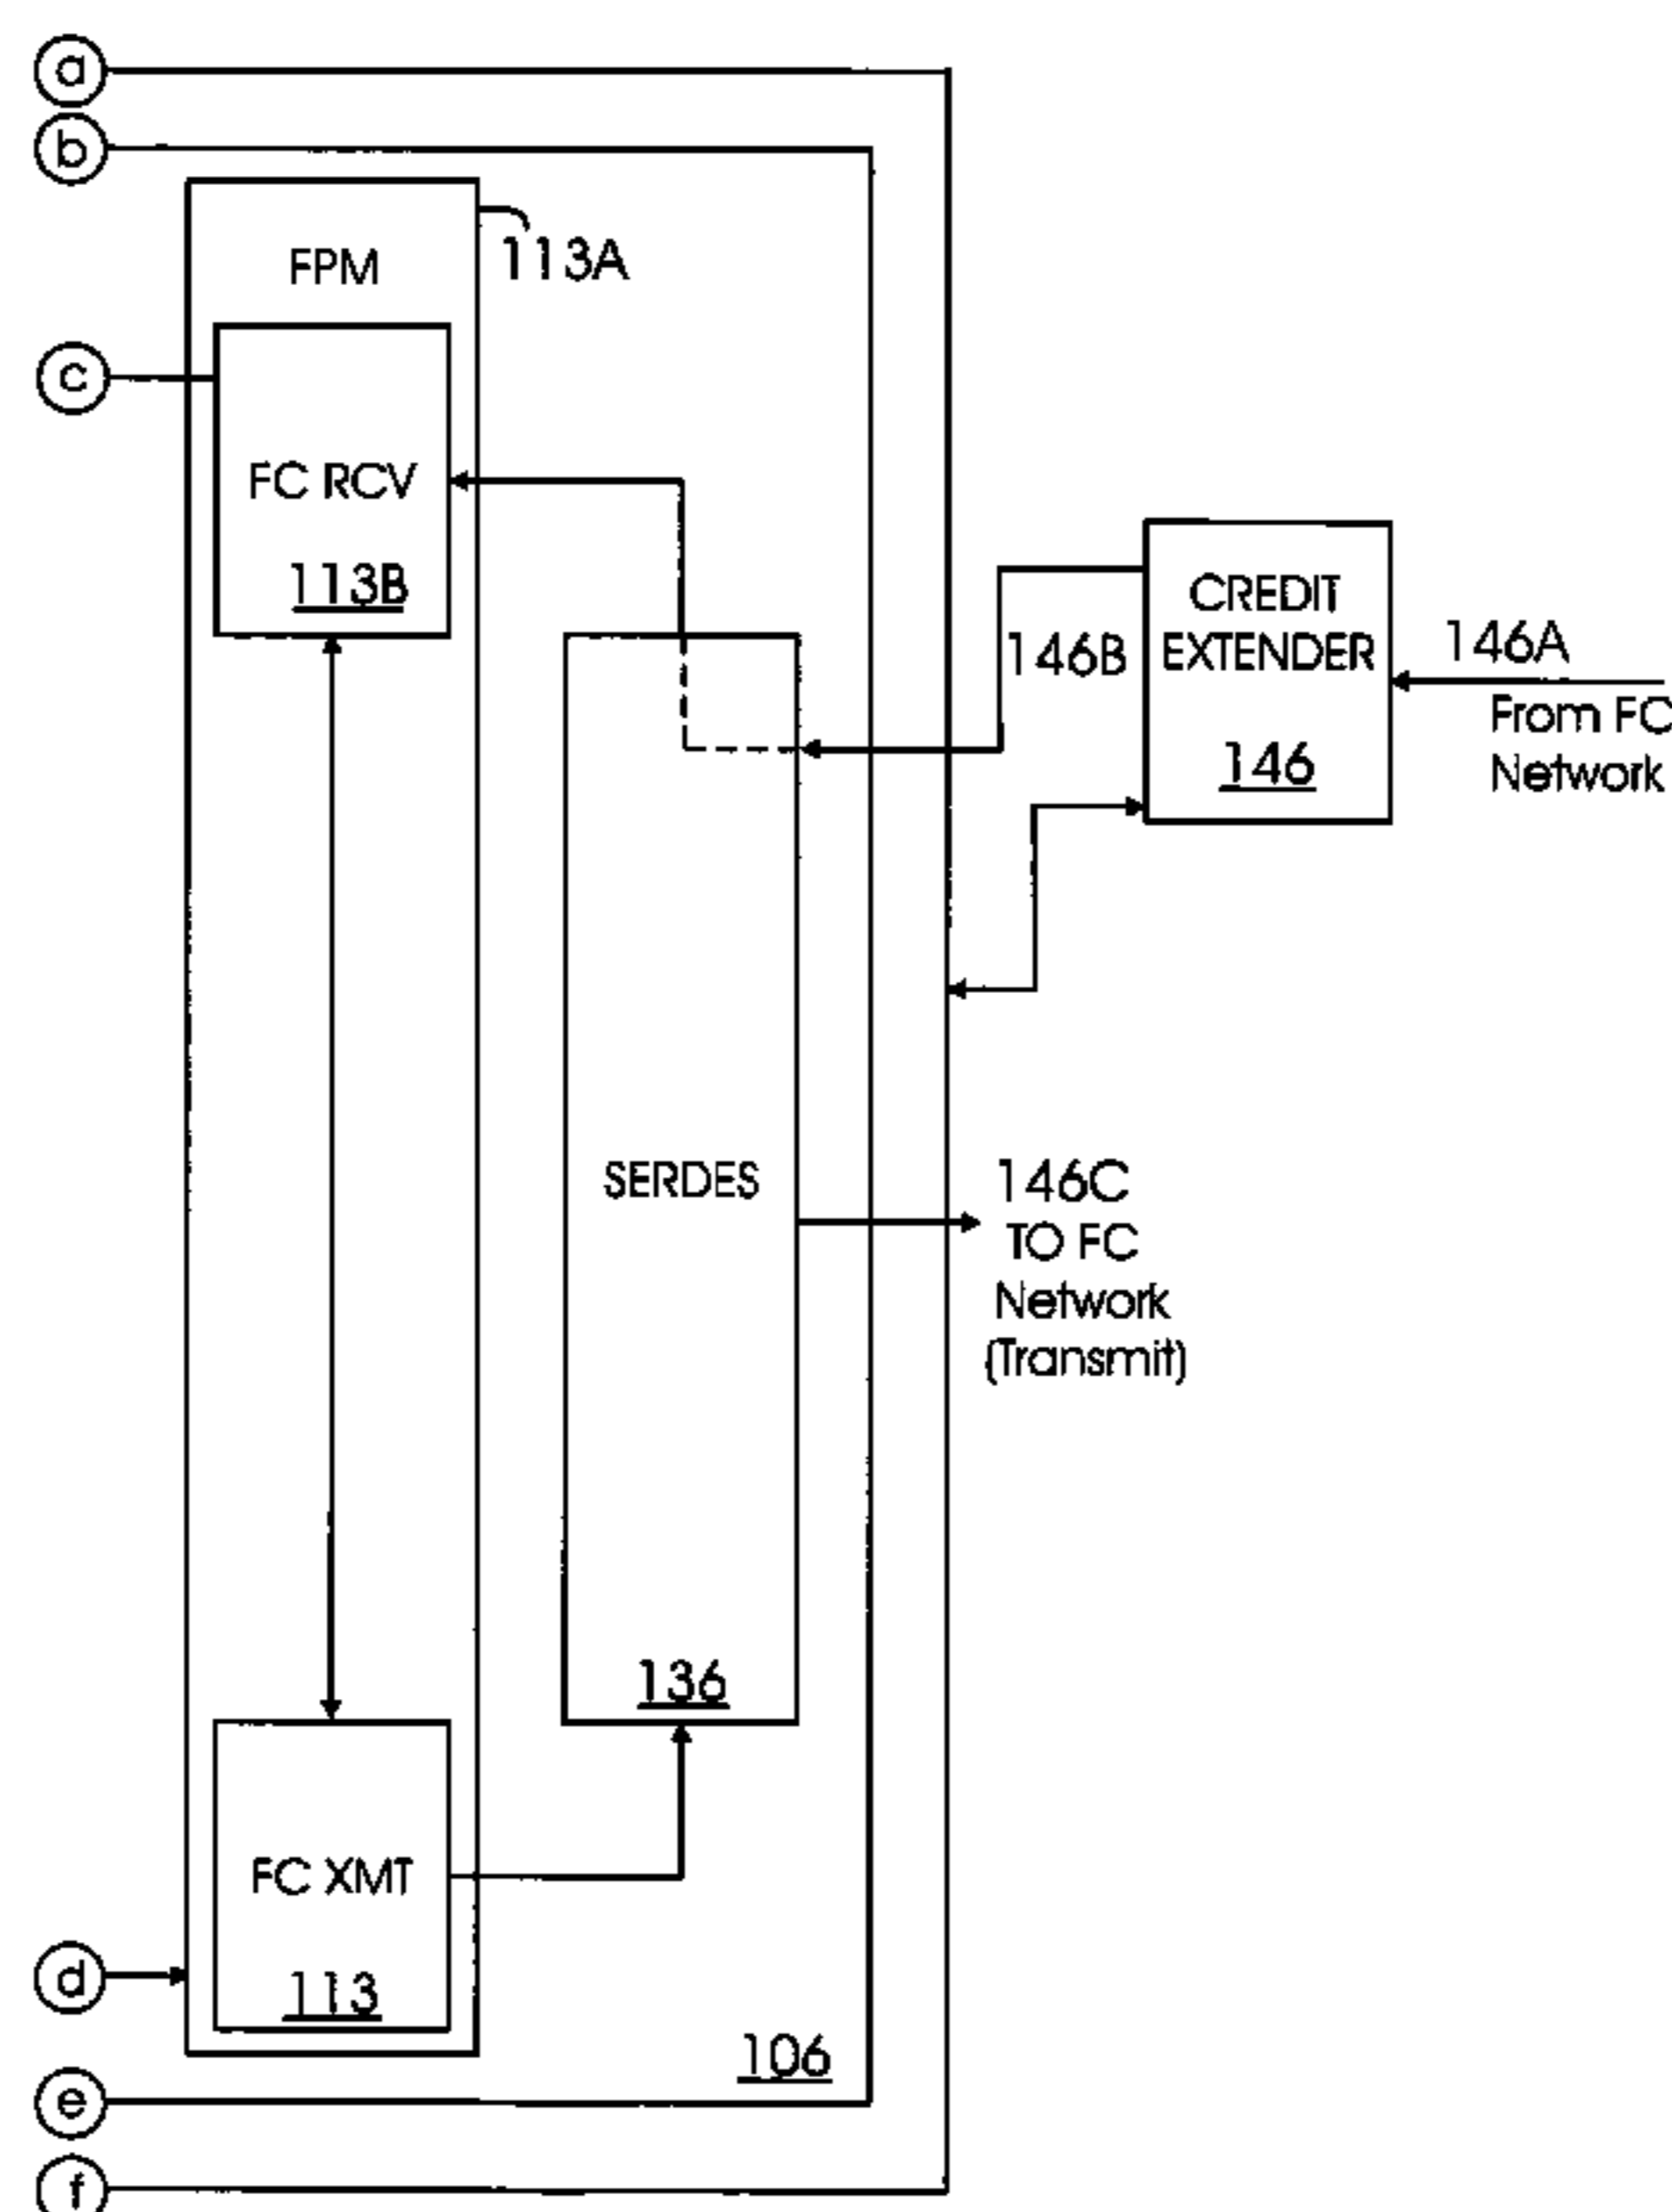 a
b
FPM
113A
c
FC RCV
113B
CREDIT
EXTENDER
146
146B
146A
From FC
Network
SERDES
136
146C
TO FC
Network
(Transmit)
FC XMT
113
d
106
e
f